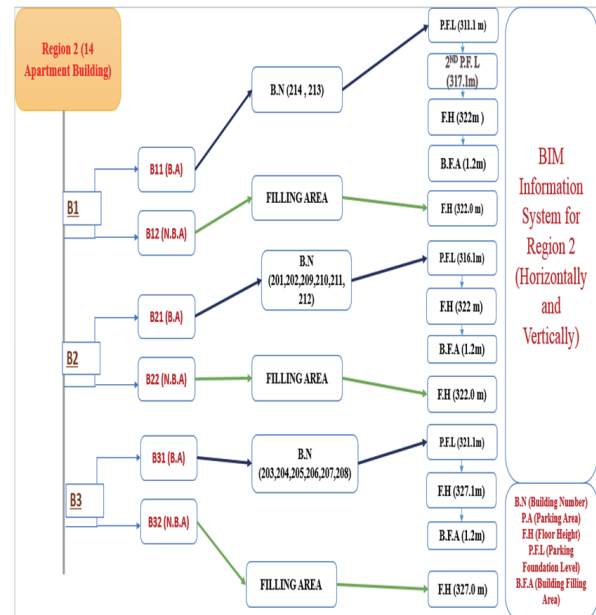 Region 2 (14
Apartment Building)
B1
B11 (B.A)
B.N (214 , 213)
P.F.L (311.1 m)
2ND P.F. L
(317.1m)
F.H (322m )
B.F.A (1.2m)
B12 (N.B.A)
FILLING AREA
F.H (322.0 m)
B2
B21 (B.A)
B.N
(201,202,209,210,211,
212)
P.F.L (316.1m)
F.H (322 m)
B.F.A (1.2m)
B22 (N.B.A)
FILLING AREA
F.H (322.0 m)
B3
B31 (B.A)
B.N
(203,204,205,206,207,208)
P.F.L (321.1m)
F.H (327.1m)
B.F.A (1.2m)
B32 (N.B.A)
FILLING AREA
F.H (327.0 m)
BIM
Information
System for
Region 2
(Horizontally
and
Vertically)
B.N (Building Number)
P.A (Parking Area)
F.H (Floor Height)
P.F.L (Parking
Foundation Level)
B.F.A (Building Filling
Area)